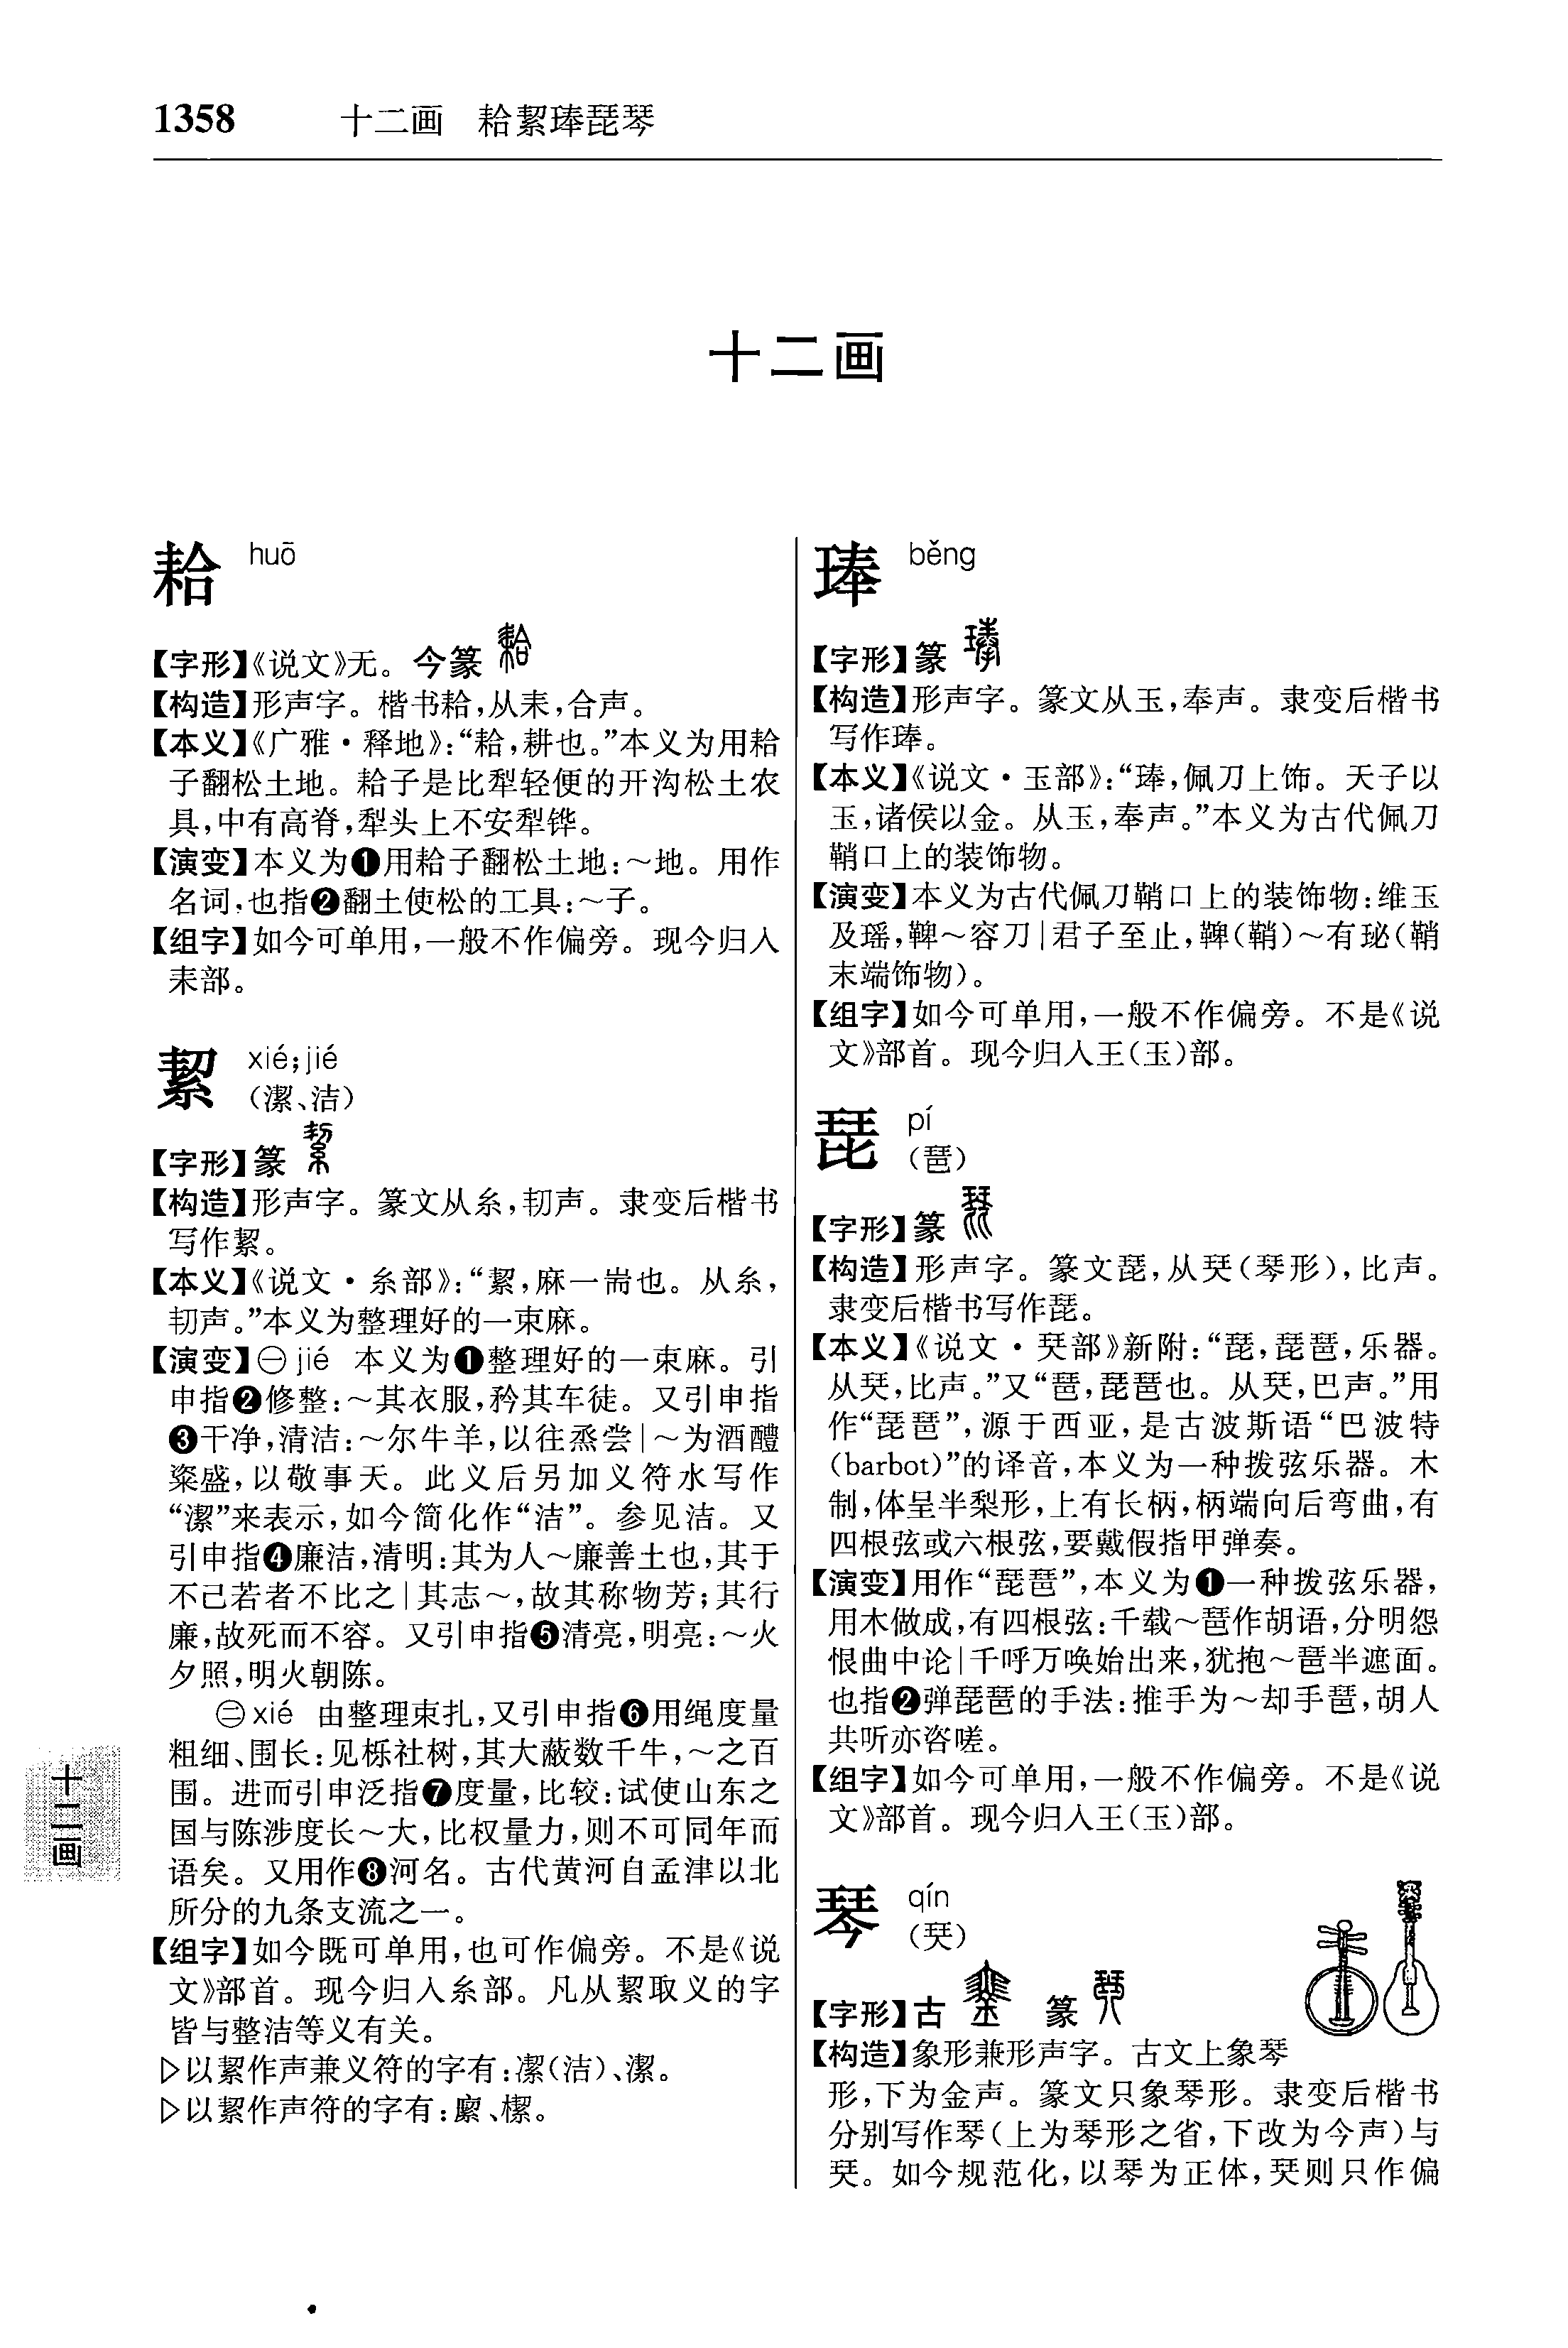 1358 十二画 耠絜琫琵琴
十二画
耠 huō
【字形】《说文》无。今篆
【构造】形声字。楷书耠,从耒,合声。
【本义】《广雅·释地》:“耠,耕也。”本义为用耠
子翻松土地。耠子是比犁轻便的开沟松土农
具,中有高脊,犁头上不安犁铧。
【演变】本义为❶用耠子翻松土地:～地。用作
名词,也指❷翻土使松的工具:～子。
【组字】如今可单用,一般不作偏旁。现今归入
耒部。
絜 xié;jié
(潔、洁)
【字形】篆
【构造】形声字。篆文从糸,㓞声。隶变后楷书
写作絜。
【本义】《说文·糸部》:“絜,麻一耑也。从糸,
㓞声。”本义为整理好的一束麻。
【演变】㊀jié 本义为❶整理好的一束麻。引
申指❷修整:～其衣服,矜其车徒。又引申指
❸干净,清洁:～尔牛羊,以往烝尝|～为酒醴
粢盛,以敬事天。此义后另加义符水写作
“潔”来表示,如今简化作“洁”。参见洁。又
引申指❹廉洁,清明:其为人～廉善土也,其于
不己若者不比之|其志～,故其称物芳;其行
廉,故死而不容。又引申指❺清亮,明亮:～火
夕照,明火朝陈。
㊁xié 由整理束扎,又引申指❻用绳度量
粗细、围长:见栎社树,其大蔽数千牛,～之百
围。进而引申泛指❼度量,比较:试使山东之
国与陈涉度长～大,比权量力,则不可同年而
语矣。又用作❽河名。古代黄河自孟津以北
所分的九条支流之一。
【组字】如今既可单用,也可作偏旁。不是《说
文》部首。现今归入糸部。凡从絜取义的字
皆与整洁等义有关。
▷以絜作声兼义符的字有:潔(洁)、潔。
▷以絜作声符的字有:緳、㮮。
琫 běng
【字形】篆
【构造】形声字。篆文从玉,奉声。隶变后楷书
写作琫。
【本义】《说文·玉部》:“琫,佩刀上饰。天子以
玉,诸侯以金。从玉,奉声。”本义为古代佩刀
鞘口上的装饰物。
【演变】本义为古代佩刀鞘口上的装饰物:维玉
及瑶,鞞～容刀|君子至止,鞞(鞘)～有珌(鞘
末端饰物)。
【组字】如今可单用,一般不作偏旁。不是《说
文》部首。现今归入王(玉)部。
琵 pí
(琶)
【字形】篆
【构造】形声字。篆文琵,从珡(琴形),比声。
隶变后楷书写作琵。
【本义】《说文·珡部》新附:“琵,琵琶,乐器。
从珡,比声。”又“琶,琵琶也。从珡,巴声。”用
作“琵琶”,源于西亚,是古波斯语“巴波特
(barbot)”的译音,本义为一种拨弦乐器。木
制,体呈半梨形,上有长柄,柄端向后弯曲,有
四根弦或六根弦,要戴假指甲弹奏。
【演变】用作“琵琶”,本义为❶一种拨弦乐器,
用木做成,有四根弦:千载～琶作胡语,分明怨
恨曲中论|千呼万唤始出来,犹抱～琶半遮面。
也指❷弹琵琶的手法:推手为～却手琶,胡人
共听亦咨嗟。
【组字】如今可单用,一般不作偏旁。不是《说
文》部首。现今归入王(玉)部。
琴 qín
(珡)
【字形】古 篆
【构造】象形兼形声字。古文上象琴
形,下为金声。篆文只象琴形。隶变后楷书
分别写作琴(上为琴形之省,下改为今声)与
珡。如今规范化,以琴为正体,珡则只作偏
十二画